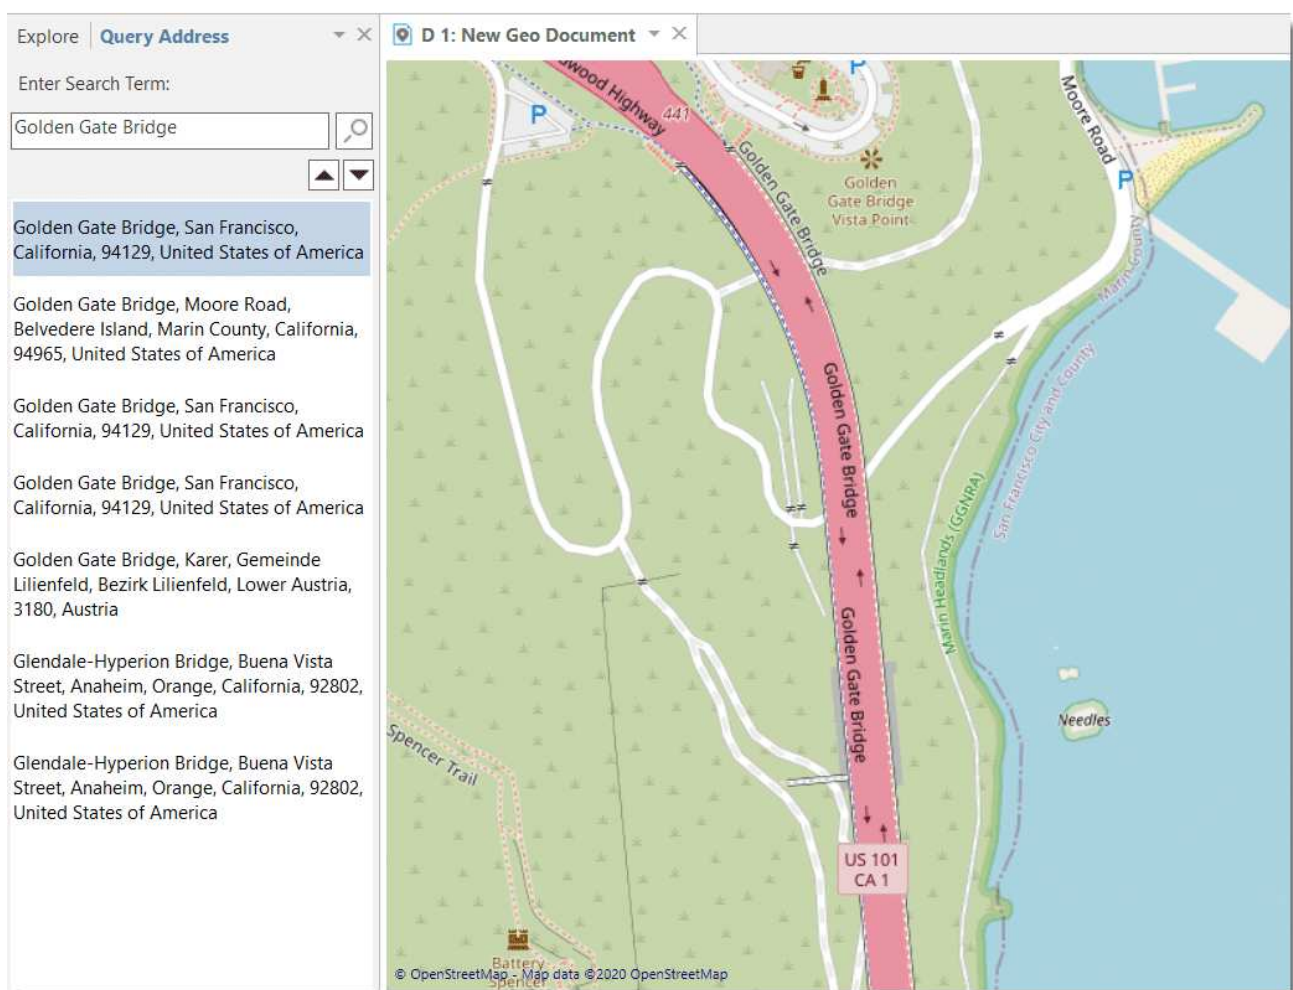 Explore
Query Address
D 1: New Geo Document
Enter Search Term:
Golden Gate Bridge
Golden Gate Bridge, San Francisco,
California, 94129, United States of America
Golden Gate Bridge, Moore Road,
Belvedere Island, Marin County, California,
94965, United States of America
Golden Gate Bridge, San Francisco,
California, 94129, United States of America
Golden Gate Bridge, San Francisco,
California, 94129, United States of America
Golden Gate Bridge, Karer, Gemeinde
Lilienfeld, Bezirk Lilienfeld, Lower Austria,
3180, Austria
Glendale-Hyperion Bridge, Buena Vista
Street, Anaheim, Orange, California, 92802,
United States of America
Glendale-Hyperion Bridge, Buena Vista
Street, Anaheim, Orange, California, 92802,
United States of America
wood Highway
441
P
P
Moore Road
P
Golden Gate Bridge
Golden
Gate Bridge
Vista Point
Marin County
San Francisco City and County
Golden Gate Bridge
Marin Headlands (GGNRA)
Golden Gate Bridge
Needles
Spencer Trail
US 101
CA 1
Battery
Spencer
© OpenStreetMap - Map data ©2020 OpenStreetMap